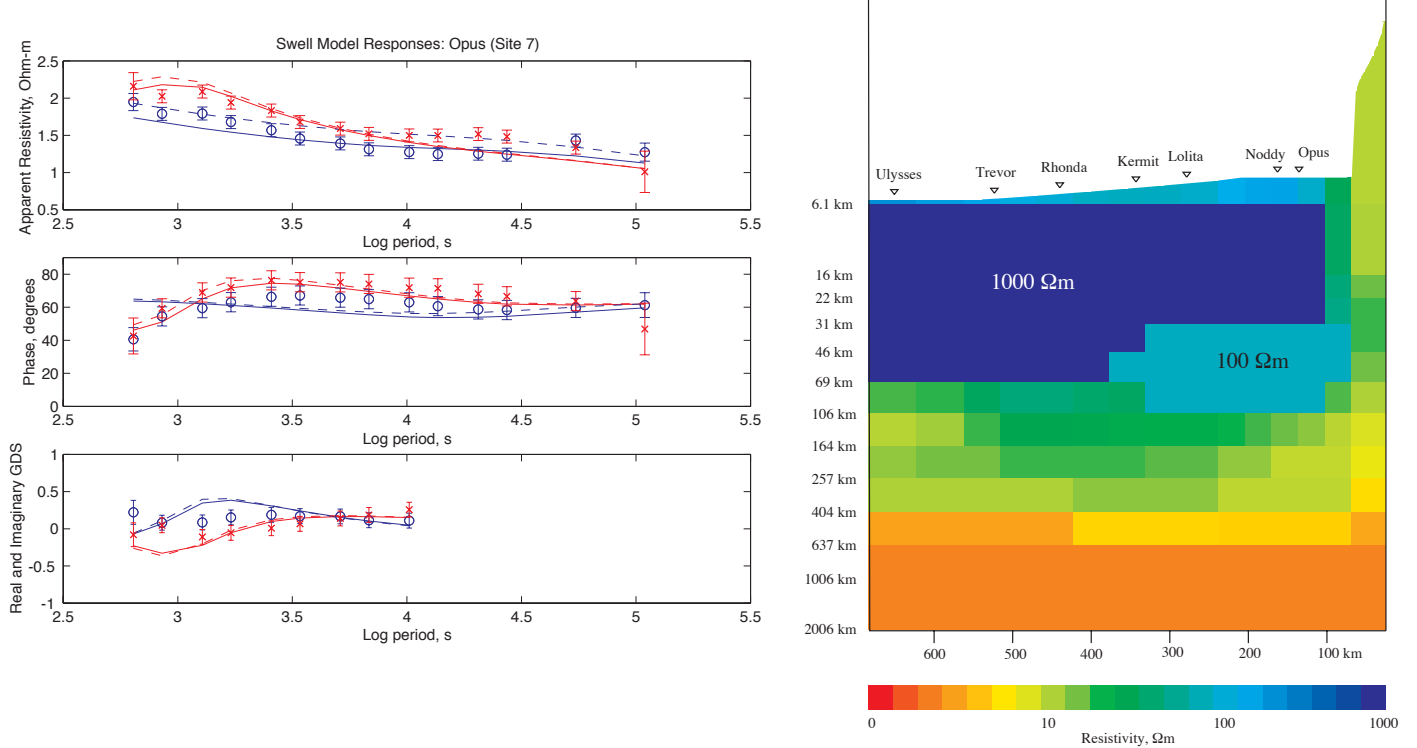 Swell Model Responses: Opus (Site 7)
Apparent Resistivity, Ohm-m
2.5
2
1.5
1
0.5
2.5 3 3.5 4 4.5 5 5.5
Log period, s
Phase, degrees
80
60
40
20
0
2.5 3 3.5 4 4.5 5 5.5
Log period, s
Real and Imaginary GDS
1
0.5
0
-0.5
-1
2.5 3 3.5 4 4.5 5 5.5
Log period, s
Ulysses Trevor Rhonda Kermit Lolita Noddy Opus
6.1 km
16 km
22 km
31 km
46 km
69 km
106 km
164 km
257 km
404 km
637 km
1006 km
2006 km
1000 Ωm
100 Ωm
600 500 400 300 200 100 km
0 10 100 1000
Resistivity, Ωm